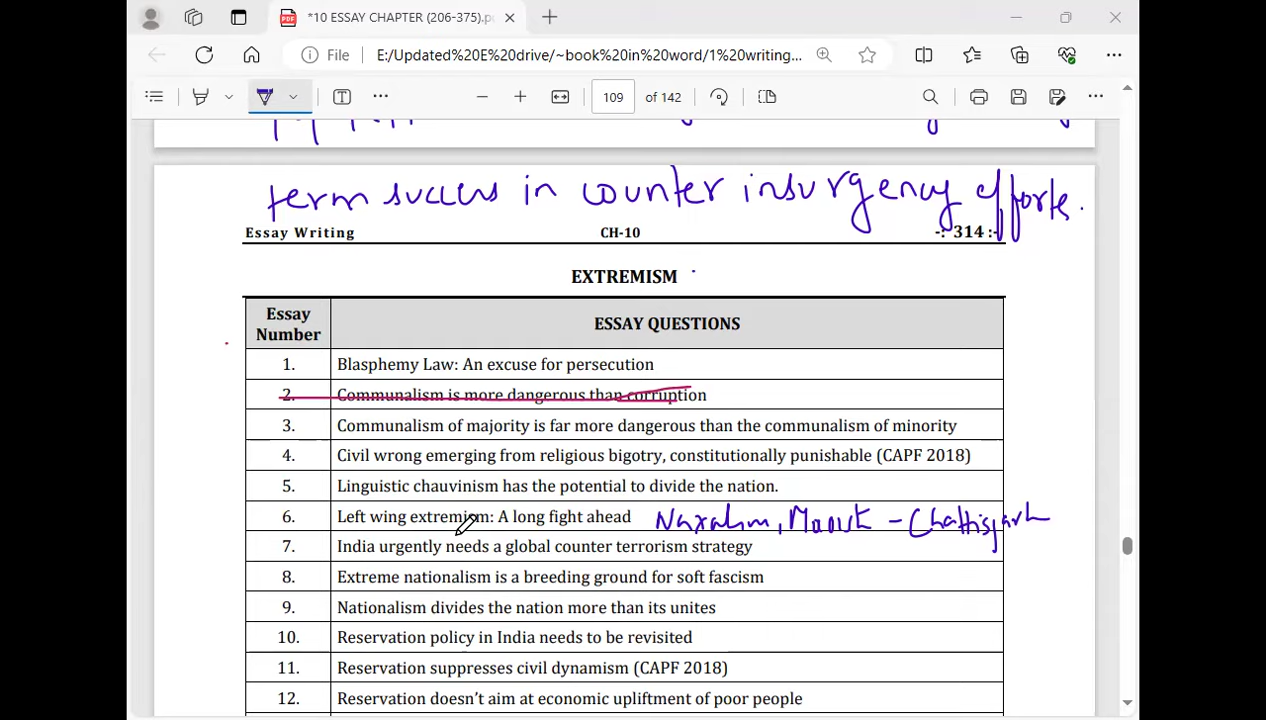 *10 ESSAY CHAPTER (206-375).p
File E:/Updated%20E%20drive/~book%20in%20word/1%20writing...
109 of 142
term success in counter insurgency efforts.
Essay Writing CH-10 -: 314 :-
EXTREMISM
Essay Number ESSAY QUESTIONS
1. Blasphemy Law: An excuse for persecution
2. Communalism is more dangerous than corruption
3. Communalism of majority is far more dangerous than the communalism of minority
4. Civil wrong emerging from religious bigotry, constitutionally punishable (CAPF 2018)
5. Linguistic chauvinism has the potential to divide the nation.
6. Left wing extremism: A long fight ahead Naxalism, Maoist - Chattisgarh
7. India urgently needs a global counter terrorism strategy
8. Extreme nationalism is a breeding ground for soft fascism
9. Nationalism divides the nation more than its unites
10. Reservation policy in India needs to be revisited
11. Reservation suppresses civil dynamism (CAPF 2018)
12. Reservation doesn't aim at economic upliftment of poor people